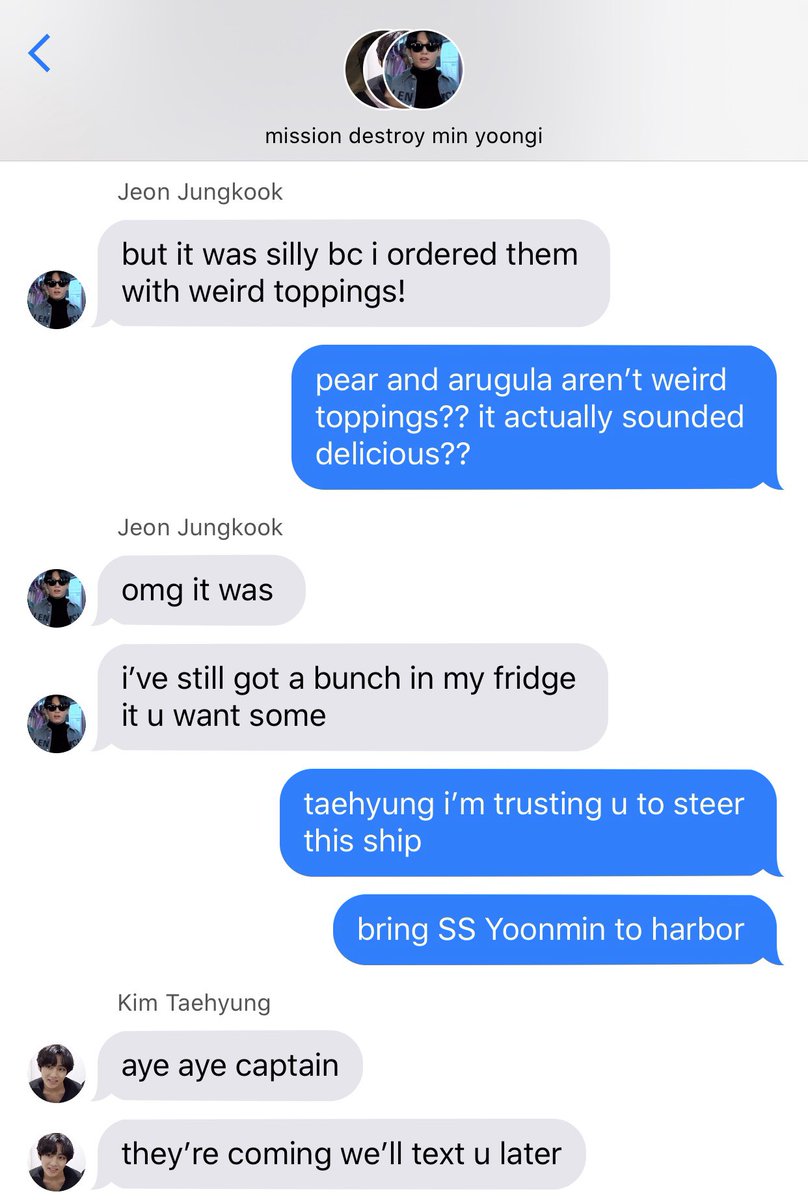 mission destroy min yoongi
Jeon Jungkook
but it was silly bc i ordered them
with weird toppings!
pear and arugula aren’t weird
toppings?? it actually sounded
delicious??
Jeon Jungkook
omg it was
i’ve still got a bunch in my fridge
it u want some
taehyung i’m trusting u to steer
this ship
bring SS Yoonmin to harbor
Kim Taehyung
aye aye captain
they’re coming we’ll text u later